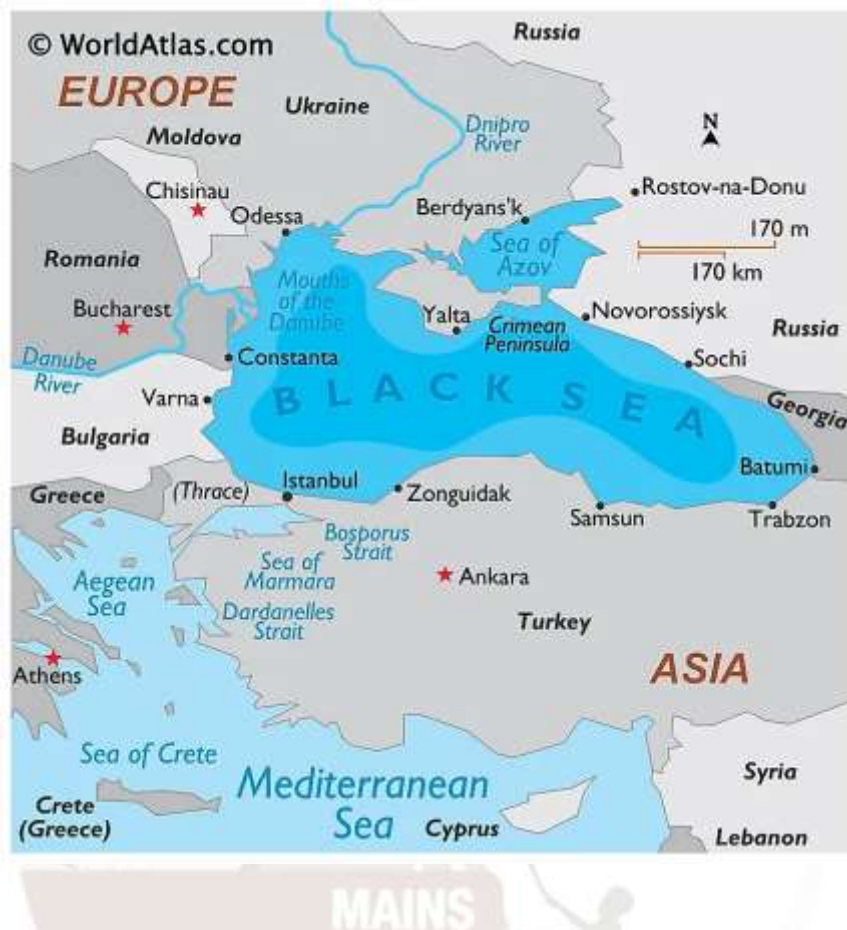 © WorldAtlas.com
EUROPE
Russia
Ukraine
Moldova
Dnipro
River
N
Chisinau
Rostov-na-Donu
Odessa
Berdyans'k
170 m
170 km
Sea of
Azov
Romania
Mouths
of the
Danube
Bucharest
Yalta
Crimean
Peninsula
Novorossiysk
Russia
Danube
River
Constanta
Sochi
Varna
BLACK SEA
Georgia
Bulgaria
Batumi
Greece
(Thrace)
Istanbul
Zonguidak
Samsun
Trabzon
Bosporus
Strait
Sea of
Marmara
Aegean
Sea
Ankara
Dardanelles
Strait
Turkey
Athens
ASIA
Sea of Crete
Mediterranean
Sea
Crete
(Greece)
Cyprus
Syria
Lebanon
MAINS